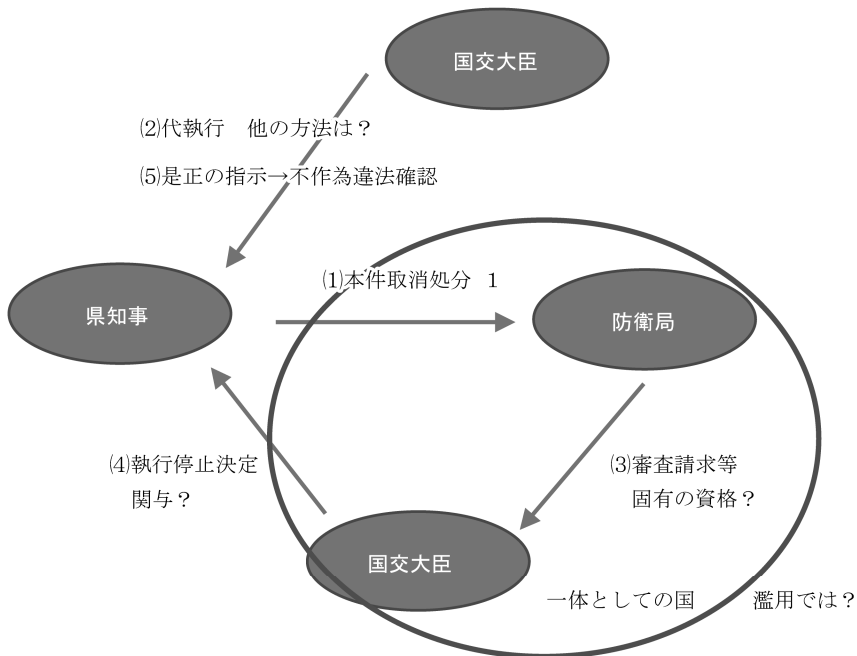 国交大臣
⑵代執行　他の方法は？
⑸是正の指示→不作為違法確認
⑴本件取消処分 1
県知事
防衛局
⑷執行停止決定
関与？
⑶審査請求等
固有の資格？
国交大臣
一体としての国　濫用では？